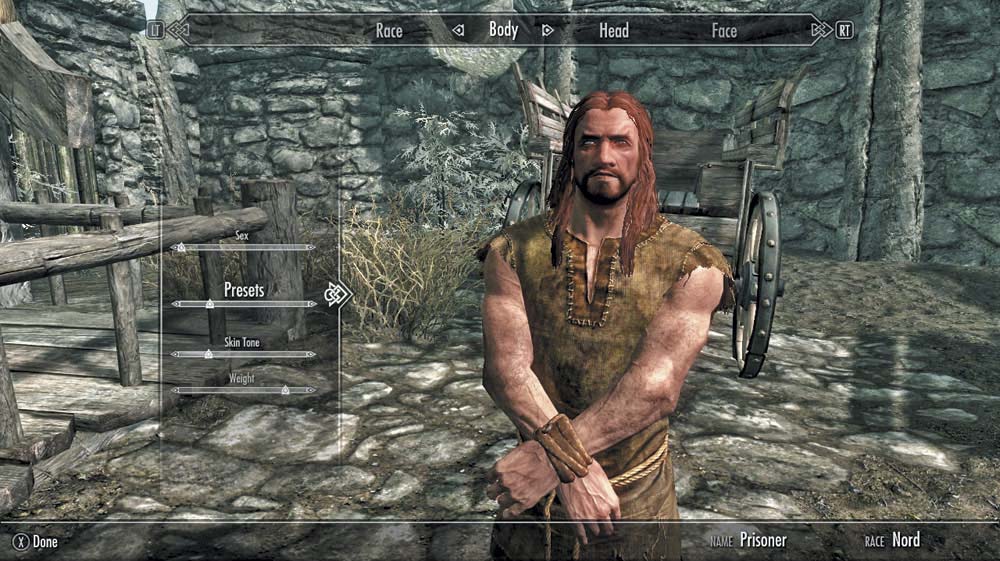 LT Race Body Head Face RT
Sex
Presets
Skin Tone
Weight
X Done NAME Prisoner RACE Nord